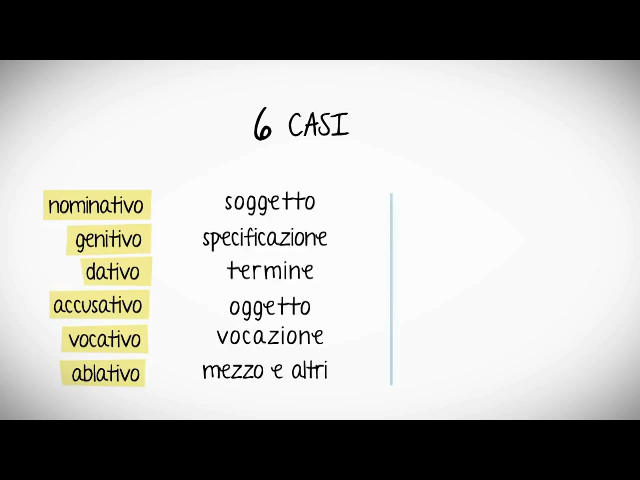 6 CASI
nominativo soggetto
genitivo specificazione
dativo termine
accusativo oggetto
vocativo vocazione
ablativo mezzo e altri